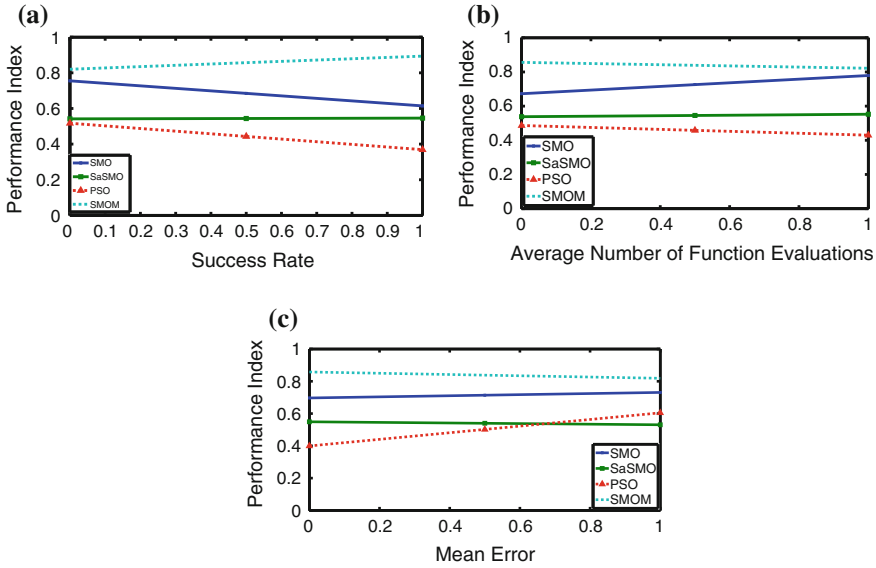 (a)
Performance Index
1
0.8
0.6
0.4
0.2
0
SMO
SaSMO
PSO
SMOM
0 0.1 0.2 0.3 0.4 0.5 0.6 0.7 0.8 0.9 1
Success Rate
(b)
Performance Index
1
0.8
0.6
0.4
0.2
0
SMO
SaSMO
PSO
SMOM
0 0.2 0.4 0.6 0.8 1
Average Number of Function Evaluations
(c)
Performance Index
1
0.8
0.6
0.4
0.2
0
SMO
SaSMO
PSO
SMOM
0 0.2 0.4 0.6 0.8 1
Mean Error